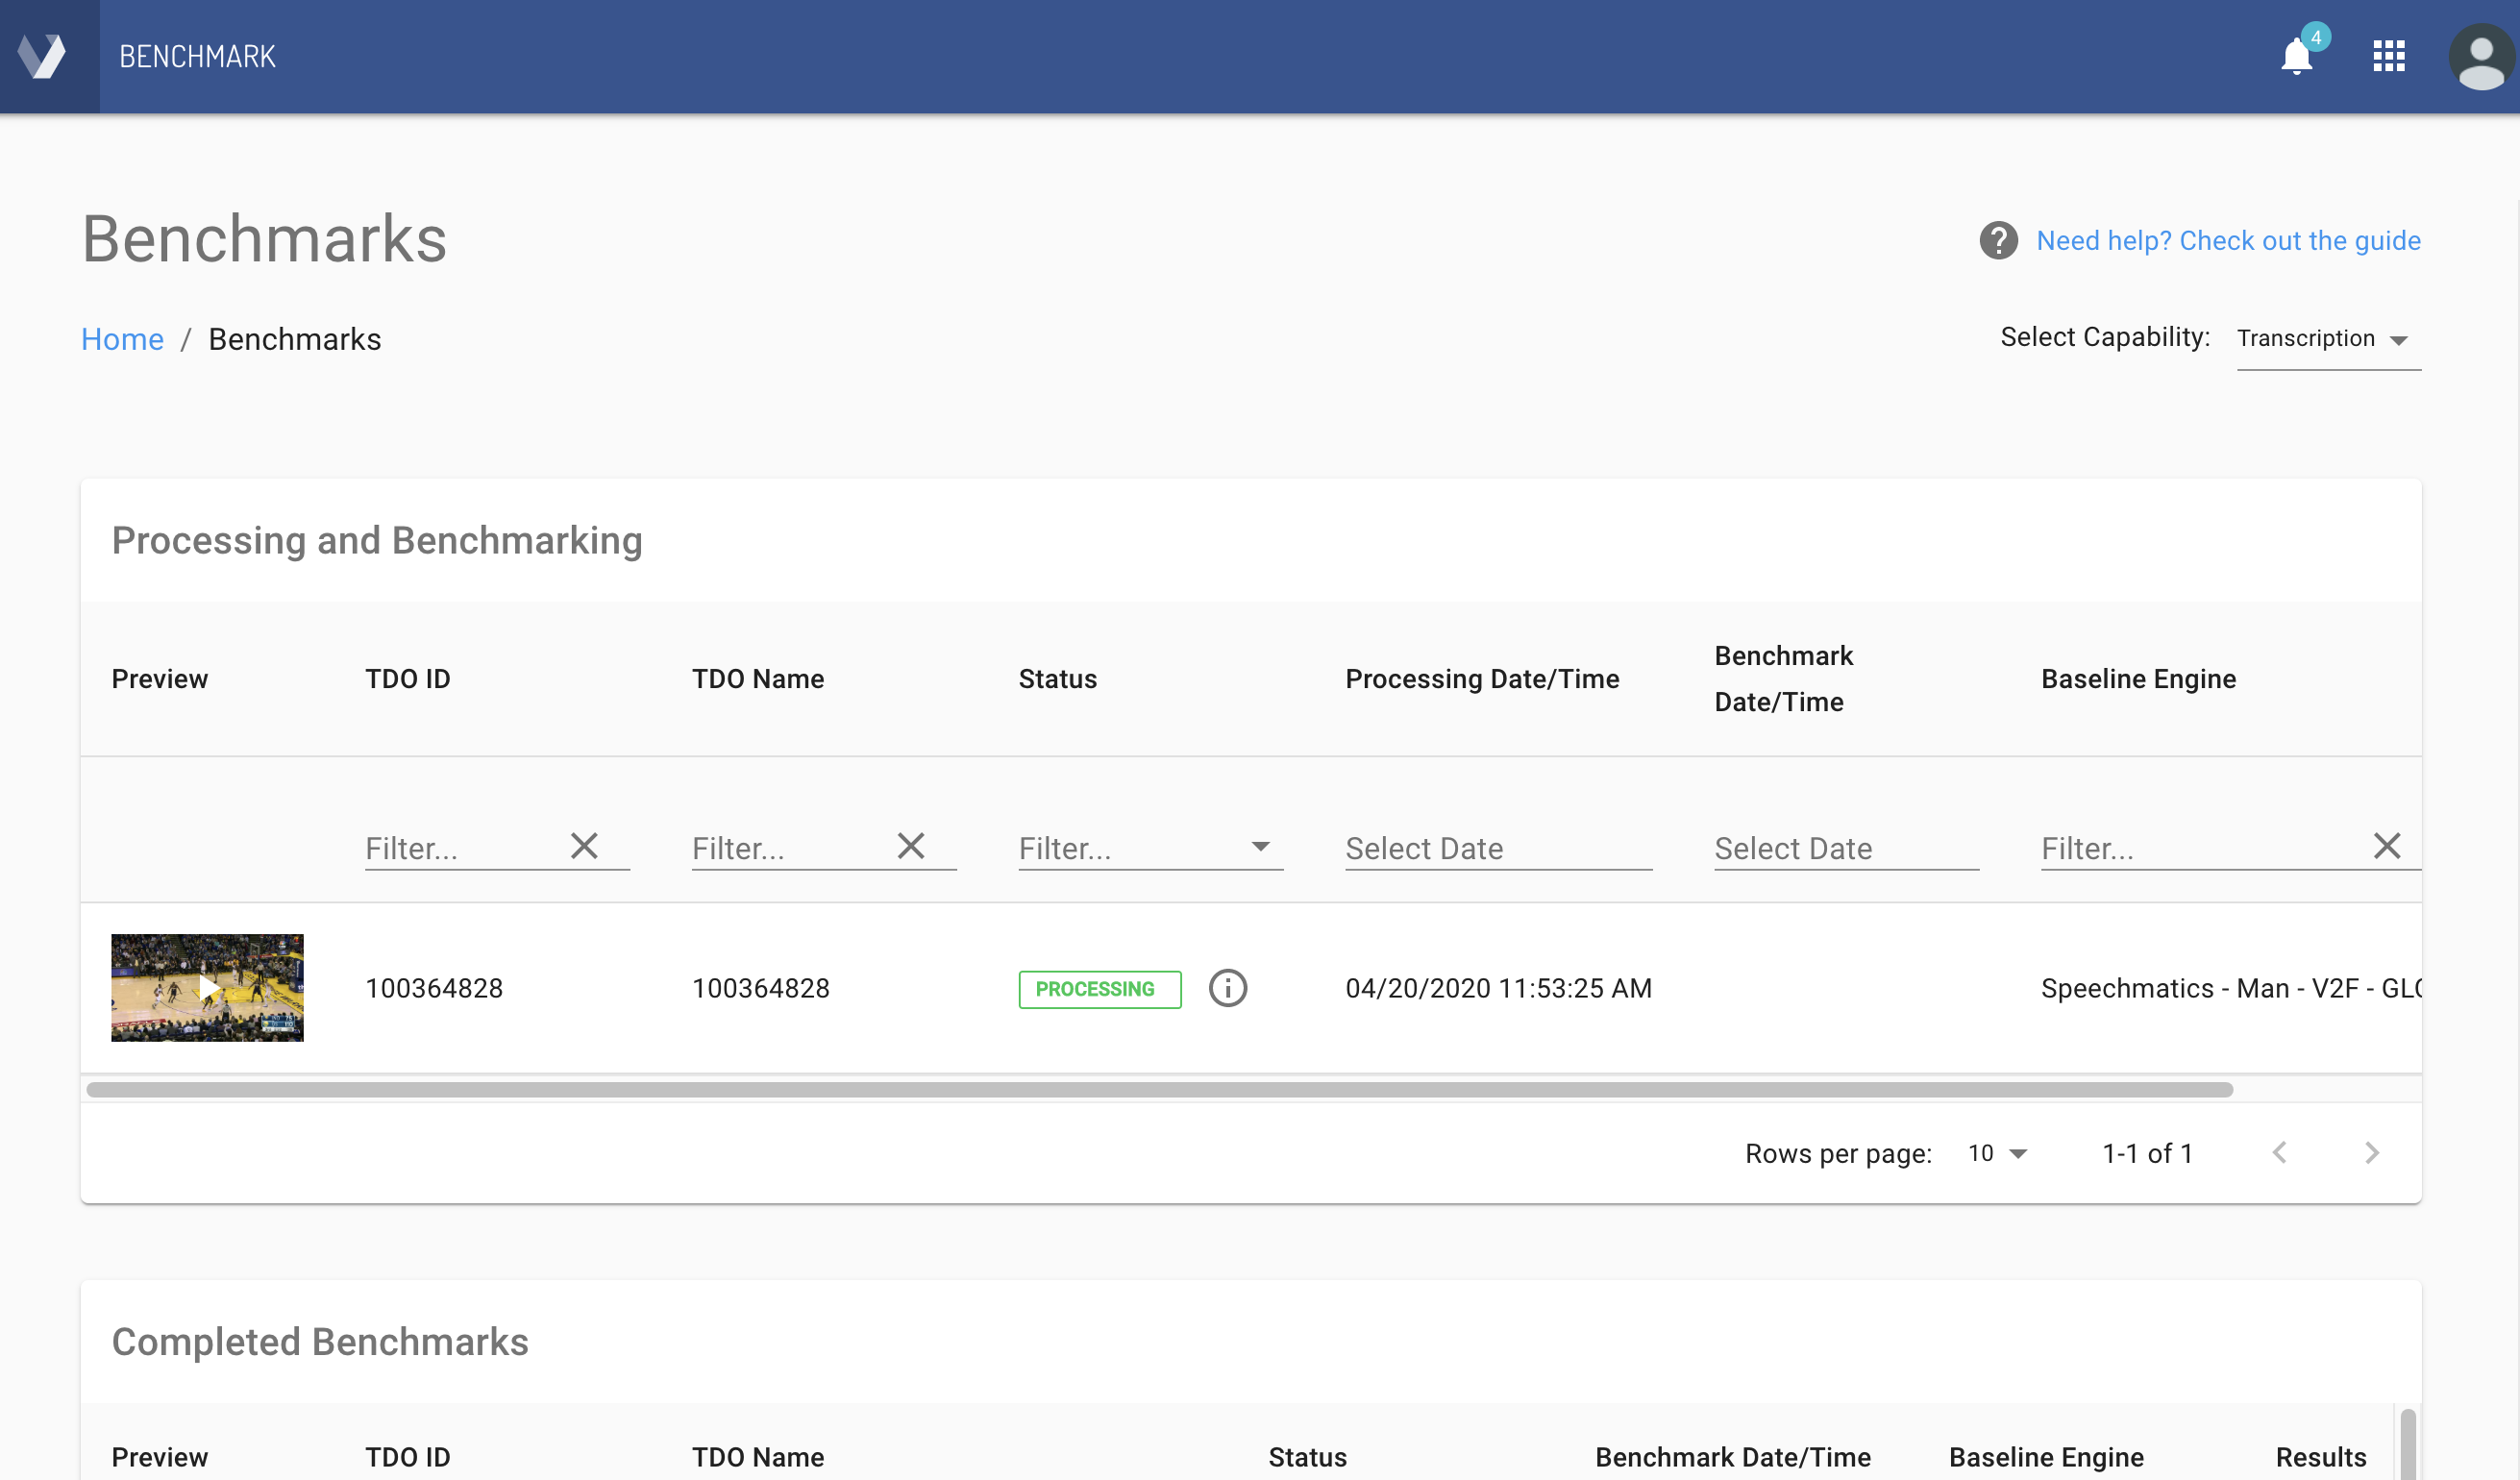 BENCHMARK
4
Benchmarks
Need help? Check out the guide
Home / Benchmarks
Select Capability: Transcription
Processing and Benchmarking
Preview TDO ID TDO Name Status Processing Date/Time Benchmark Date/Time Baseline Engine
Filter... Filter... Filter... Select Date Select Date Filter...
100364828 100364828 PROCESSING 04/20/2020 11:53:25 AM Speechmatics - Man - V2F - GLO
Rows per page: 10 1-1 of 1
Completed Benchmarks
Preview TDO ID TDO Name Status Benchmark Date/Time Baseline Engine Results